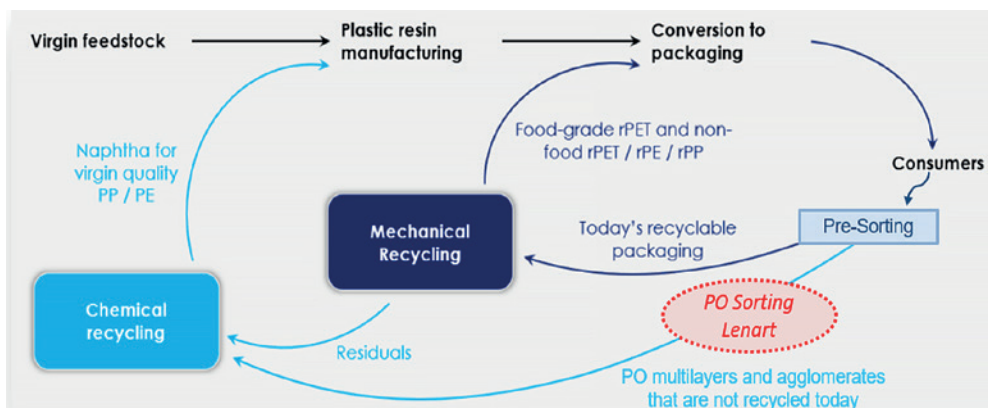 Virgin feedstock
Plastic resin
manufacturing
Conversion to
packaging
Naphtha for
virgin quality
PP / PE
Food-grade rPET and non-
food rPET / rPE / rPP
Consumers
Mechanical
Recycling
Today's recyclable
packaging
Pre-Sorting
Chemical
recycling
PO Sorting
Lenart
Residuals
PO multilayers and agglomerates
that are not recycled today